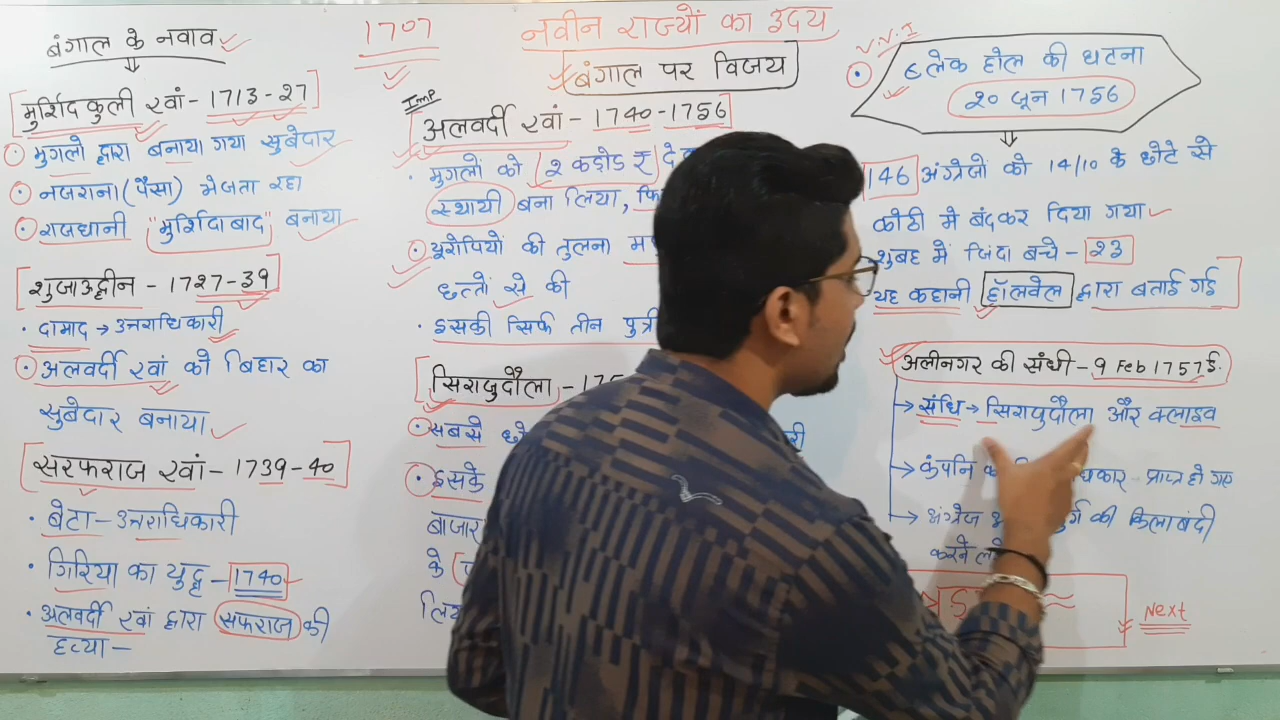 बंगाल के नवाव
मुर्शिद कुली खां - 1713-27
मुगलो द्वारा बनाया गया सुबेदार
नजराना (पैसा) भेजता रहा
राजधानी "मुर्शिदाबाद" बनाया
शुजाउद्दीन - 1727-39
दामाद → उत्तराधिकारी
अलवर्दी खां को बिहार का
सुबेदार बनाया
सरफराज खां - 1739-40
बेटा - उत्तराधिकारी
गिरिया का युद्ध - 1740
अलवर्दी खां द्वारा सफराज की
हत्या -
1707
नवीन राज्यों का उदय
बंगाल पर विजय
Imp
अलवर्दी खां - 1740-1756
मुगलों को (2 करोड ₹)
स्थायी बना लिया,
यूरोपियों की तुलना
छत्तों से की
इसकी सिर्फ तीन पुत्री
सिराजुदौला -
सबसे
इसके
के
V.V.I
ब्लेक होल की घटना
20 जून 1756
146 अंग्रेजो को 14/10 के छोटे से
कोठी मे बंदकर दिया गया
शुबह में जिंदा बच्चे - 23
यह कहानी हॉलवेल द्वारा बताई गई
अलीनगर की संधी - 9 Feb 1757ई.
संधि → सिराजुदौला और क्लाइव
कंपनि प्राप्त हो गए
अंग्रेज की किलाबंदी
करने
Next